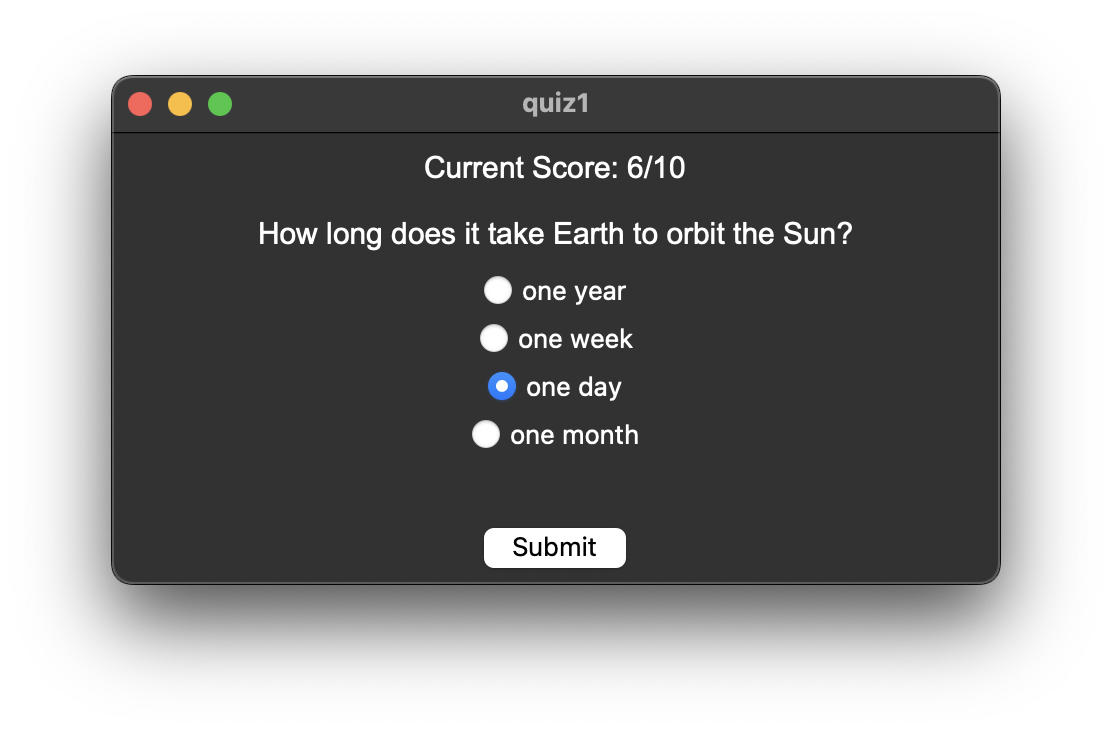 quiz1
Current Score: 6/10
How long does it take Earth to orbit the Sun?
one year
one week
one day
one month
Submit